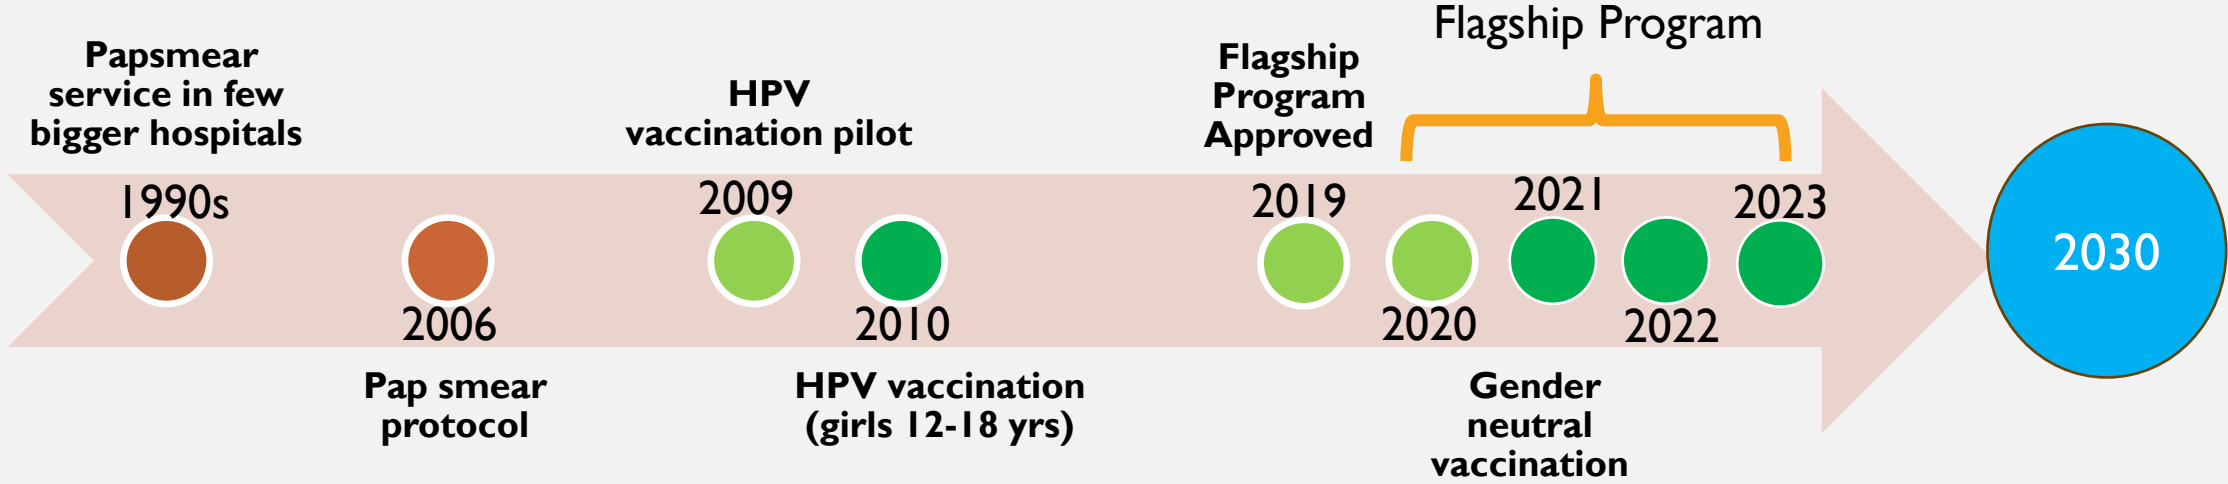 Flagship Program
Papsmear
service in few
bigger hospitals
HPV
vaccination pilot
Flagship
Program
Approved
1990s
2009
2019
2021
2023
2030
2006
2010
2020
2022
Pap smear
protocol
HPV vaccination
(girls 12-18 yrs)
Gender
neutral
vaccination